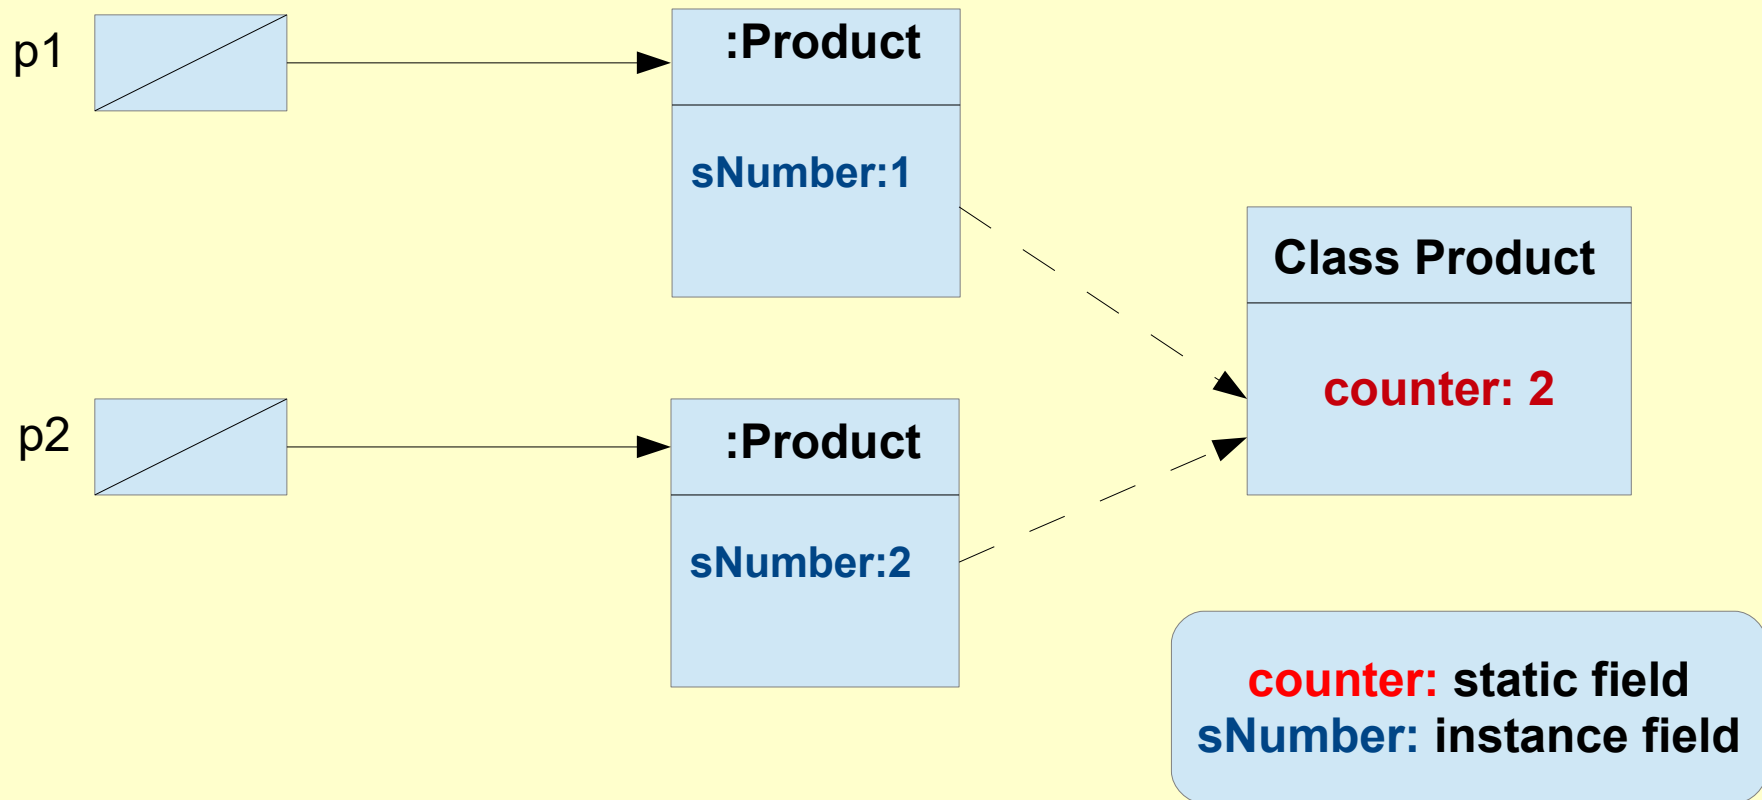 p1
:Product
sNumber:1
Class Product
counter: 2
p2
:Product
sNumber:2
counter: static field
sNumber: instance field